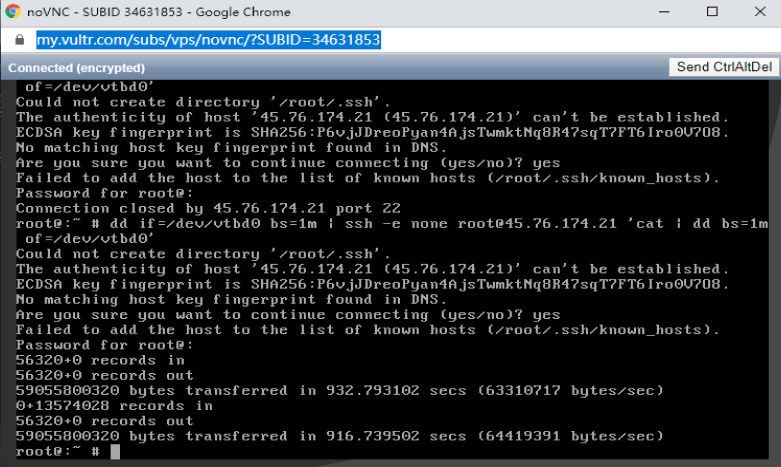 noVNC - SUBID 34631853 - Google Chrome
my.vultr.com/subs/vps/novnc/?SUBID=34631853
Connected (encrypted)
Send CtrlAltDel
of=/dev/vtbd0'
Could not create directory '/root/.ssh'.
The authenticity of host '45.76.174.21 (45.76.174.21)' can't be established.
ECDSA key fingerprint is SHA256:P6vjJDreoPyan4AjsTwmktNq8R47sqT7FT6Iro0V7O8.
No matching host key fingerprint found in DNS.
Are you sure you want to continue connecting (yes/no)? yes
Failed to add the host to the list of known hosts (/root/.ssh/known_hosts).
Password for root@:
Connection closed by 45.76.174.21 port 22
root@:~ # dd if=/dev/vtbd0 bs=1m | ssh -e none root@45.76.174.21 'cat | dd bs=1m
of=/dev/vtbd0'
Could not create directory '/root/.ssh'.
The authenticity of host '45.76.174.21 (45.76.174.21)' can't be established.
ECDSA key fingerprint is SHA256:P6vjJDreoPyan4AjsTwmktNq8R47sqT7FT6Iro0V7O8.
No matching host key fingerprint found in DNS.
Are you sure you want to continue connecting (yes/no)? yes
Failed to add the host to the list of known hosts (/root/.ssh/known_hosts).
Password for root@:
56320+0 records in
56320+0 records out
59055800320 bytes transferred in 932.793102 secs (63310717 bytes/sec)
0+13574028 records in
56320+0 records out
59055800320 bytes transferred in 916.739502 secs (64419391 bytes/sec)
root@:~ #